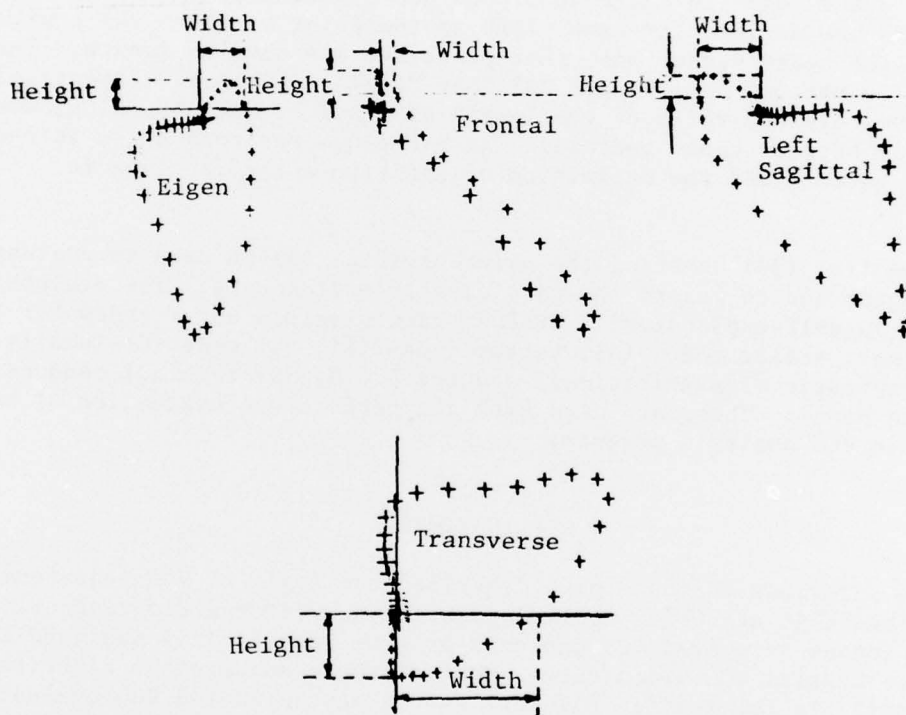 Width
Width
Width
Height
Height
Height
Frontal
Left
Sagittal
Eigen
Transverse
Height
Width